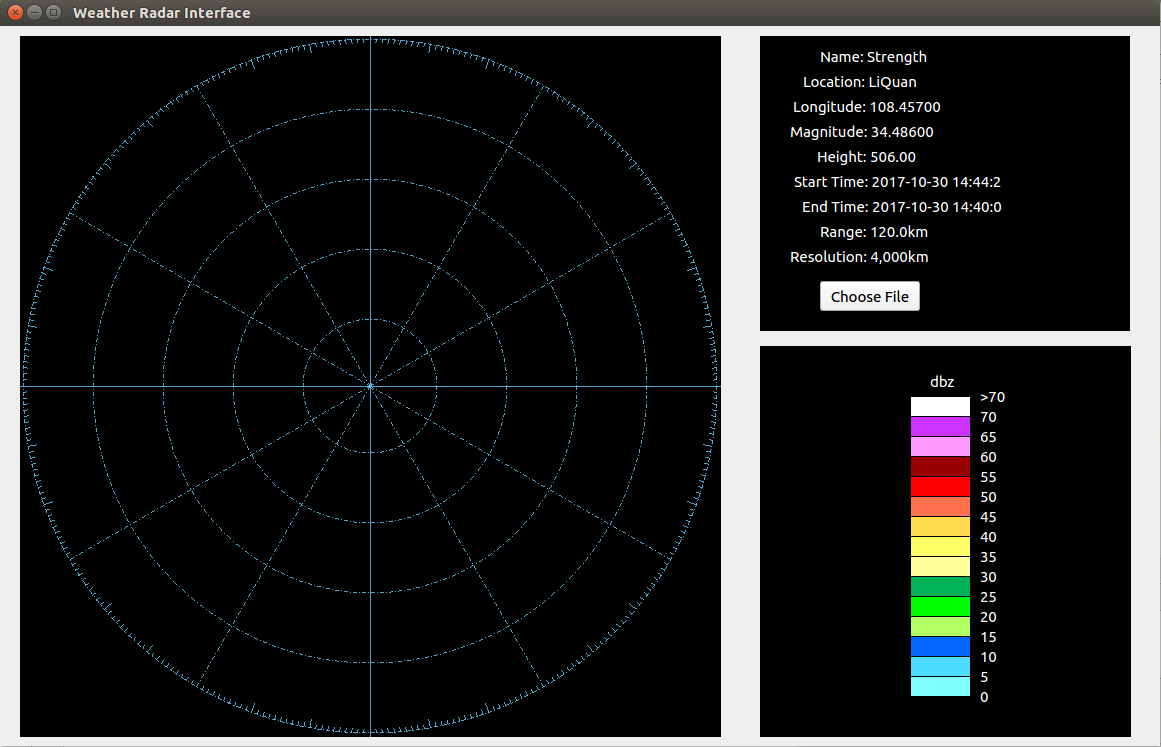 Weather Radar Interface
Name: Strength
Location: LiQuan
Longitude: 108.45700
Magnitude: 34.48600
Height: 506.00
Start Time: 2017-10-30 14:44:2
End Time: 2017-10-30 14:40:0
Range: 120.0km
Resolution: 4,000km
Choose File
dbz
>70
70
65
60
55
50
45
40
35
30
25
20
15
10
5
0